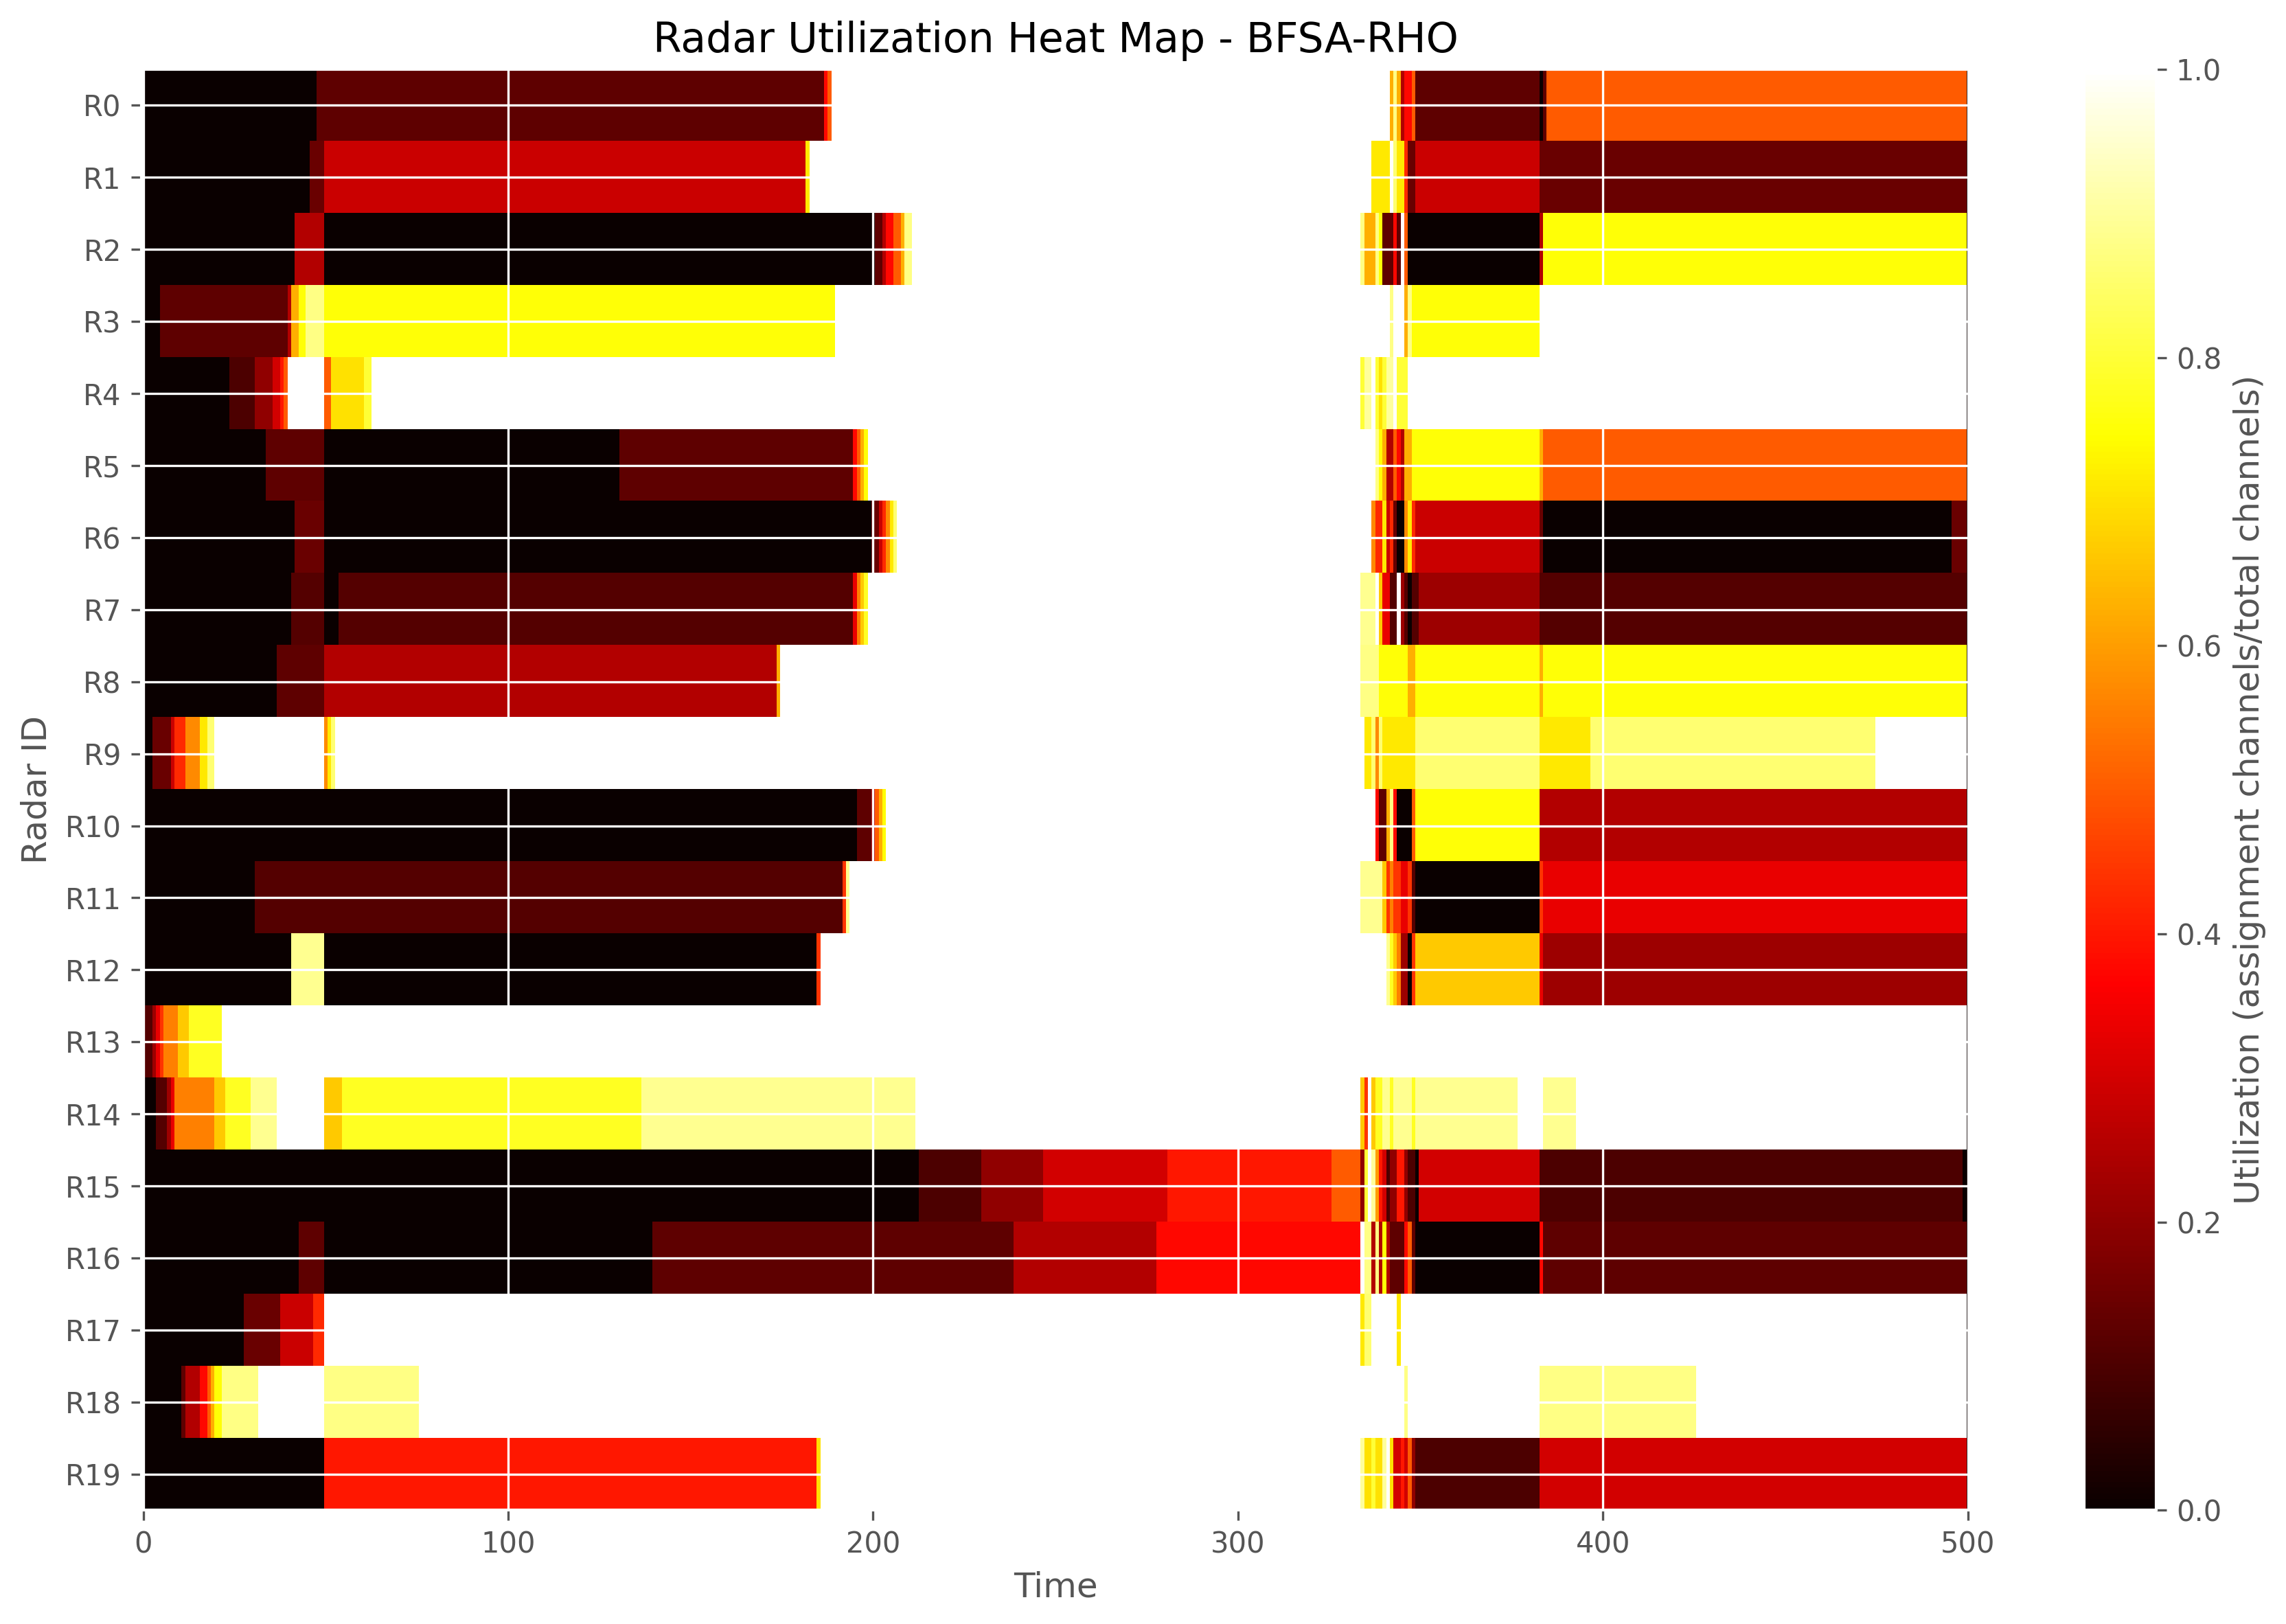 Radar Utilization Heat Map - BFSA-RHO
R0
R1
R2
R3
R4
R5
R6
R7
R8
R9
R10
R11
R12
R13
R14
R15
R16
R17
R18
R19
Radar ID
0
100
200
300
400
500
Time
1.0
0.8
0.6
0.4
0.2
0.0
Utilization (assignment channels/total channels)